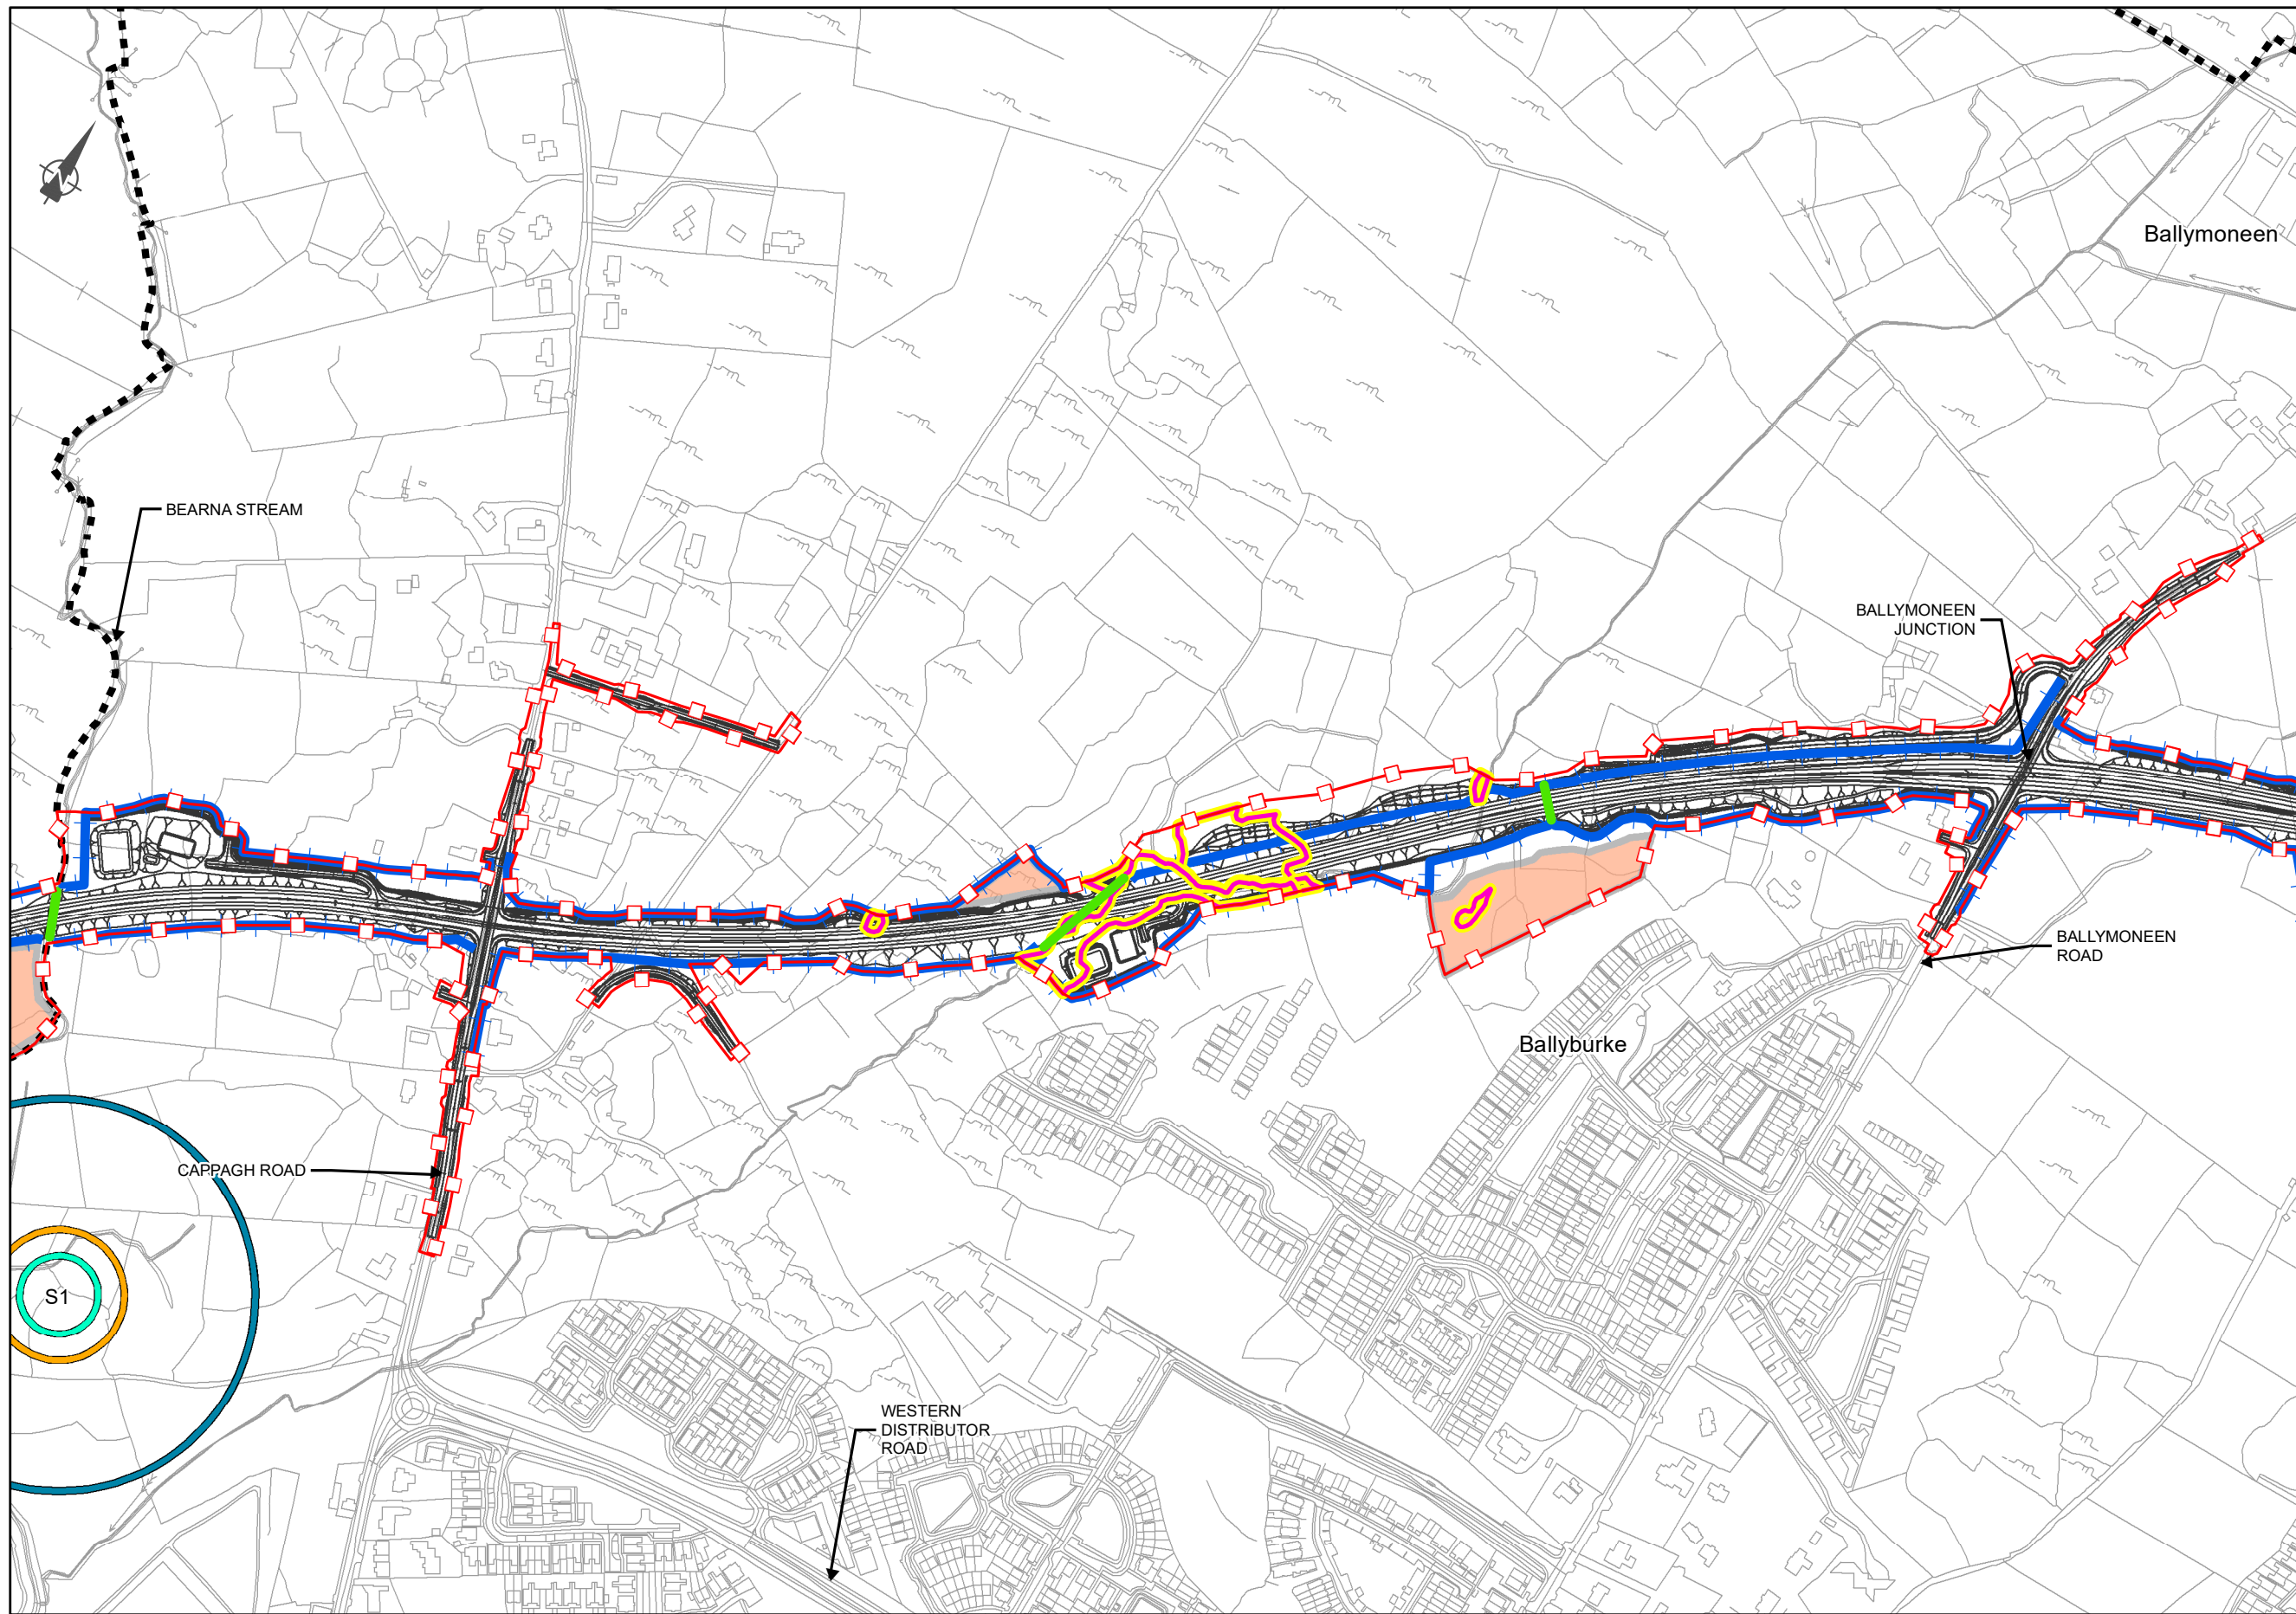 Ballymoneen
BEARNA STREAM
BALLYMONEEN
JUNCTION
BALLYMONEEN
ROAD
Ballyburke
CAPPAGH ROAD
S1
WESTERN
DISTRIBUTOR
ROAD